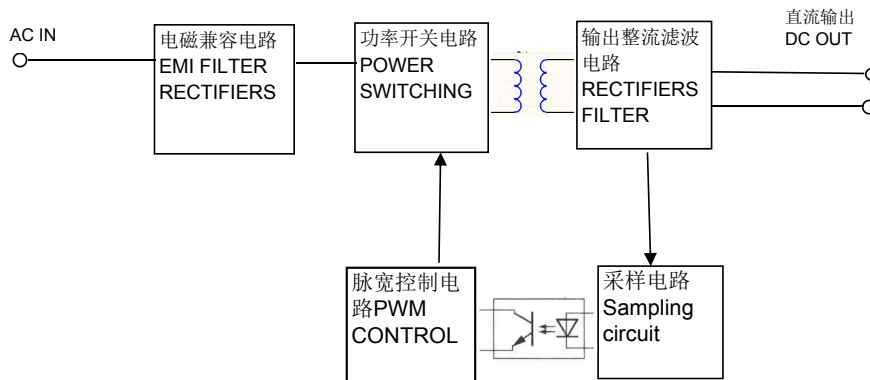 AC IN
电磁兼容电路
EMI FILTER
RECTIFIERS
功率开关电路
POWER
SWITCHING
输出整流滤波
电路
RECTIFIERS
FILTER
直流输出
DC OUT
脉宽控制电
路PWM
CONTROL
采样电路
Sampling
circuit